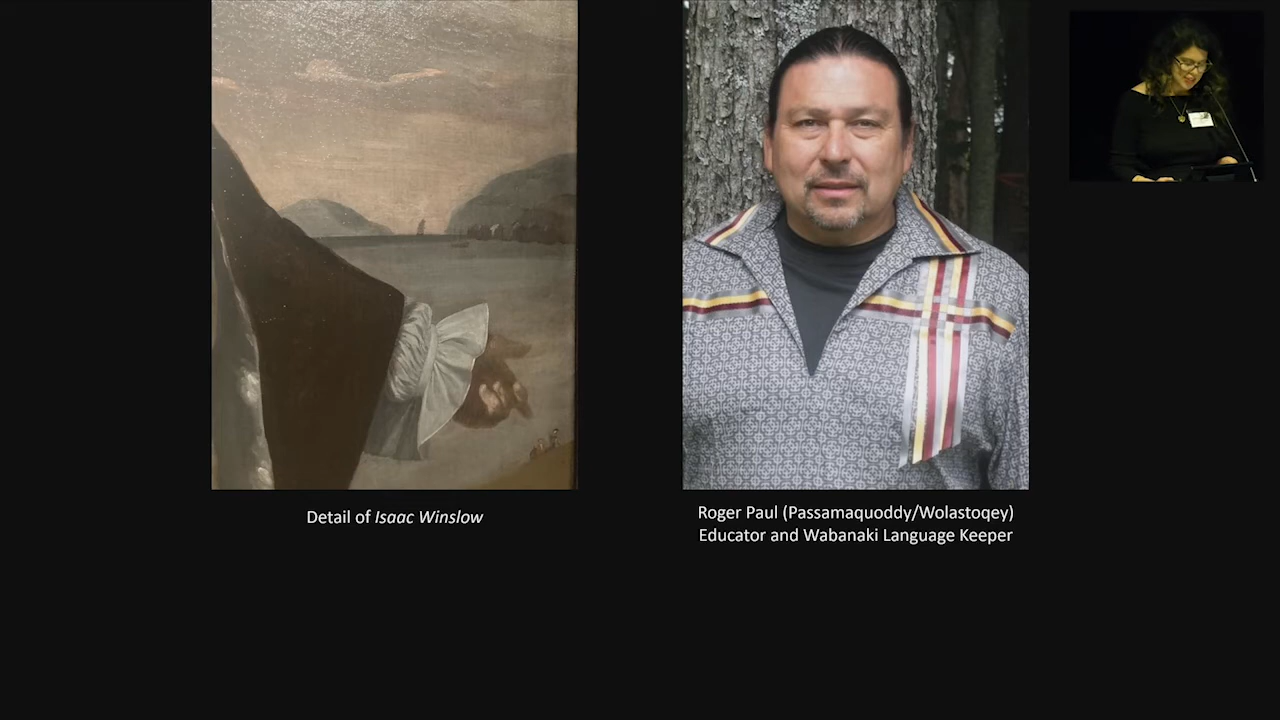 Detail of Isaac Winslow
Roger Paul (Passamaquoddy/Wolastoqey)
Educator and Wabanaki Language Keeper